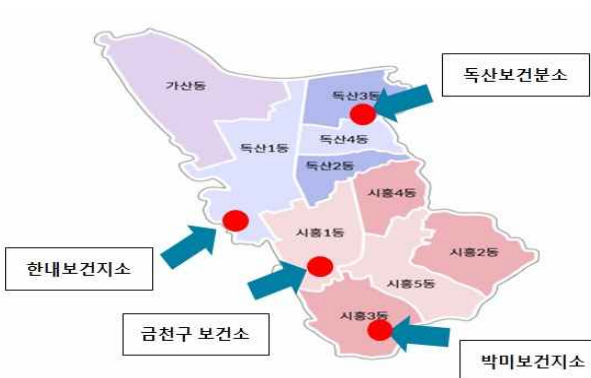 독산보건분소
가산동
독산3동
독산4동
독산1동
독산2동
시흥4동
시흥1동
시흥2동
한내보건지소
시흥5동
시흥3동
금천구 보건소
박미보건지소